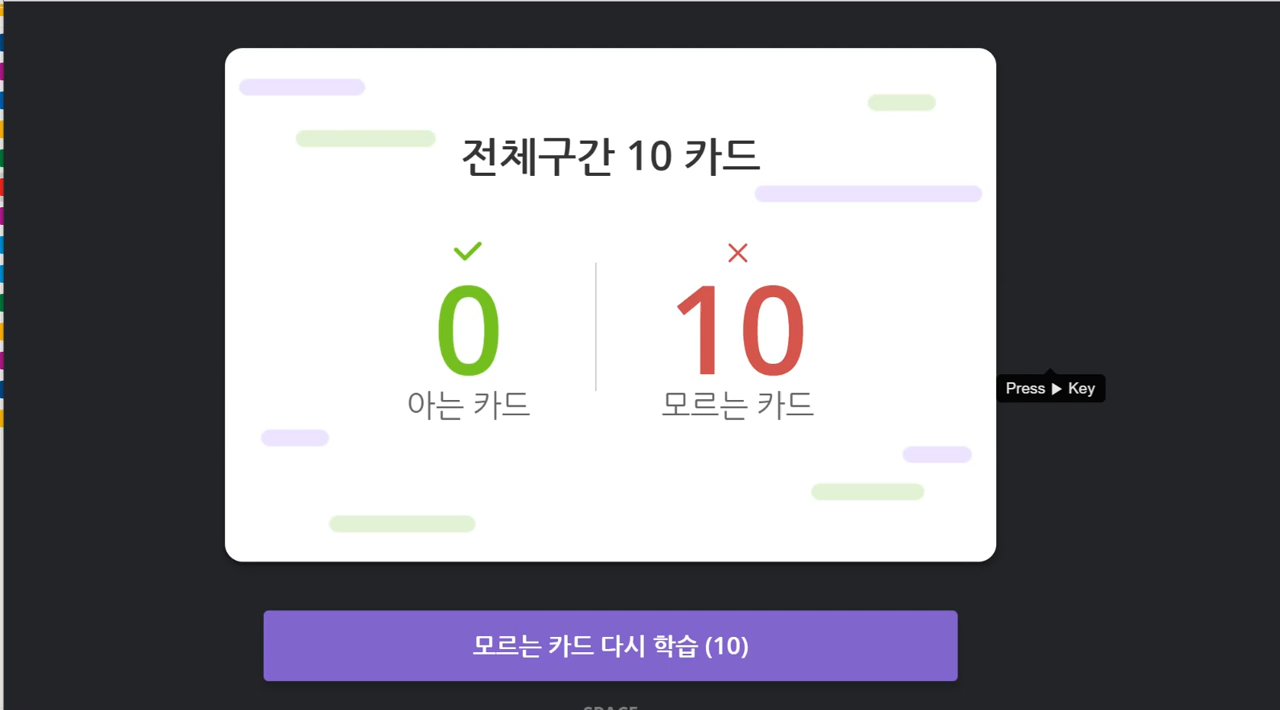 전체구간 10 카드
0
10
아는 카드
모르는 카드
Press ▶ Key
모르는 카드 다시 학습 (10)
SPACE